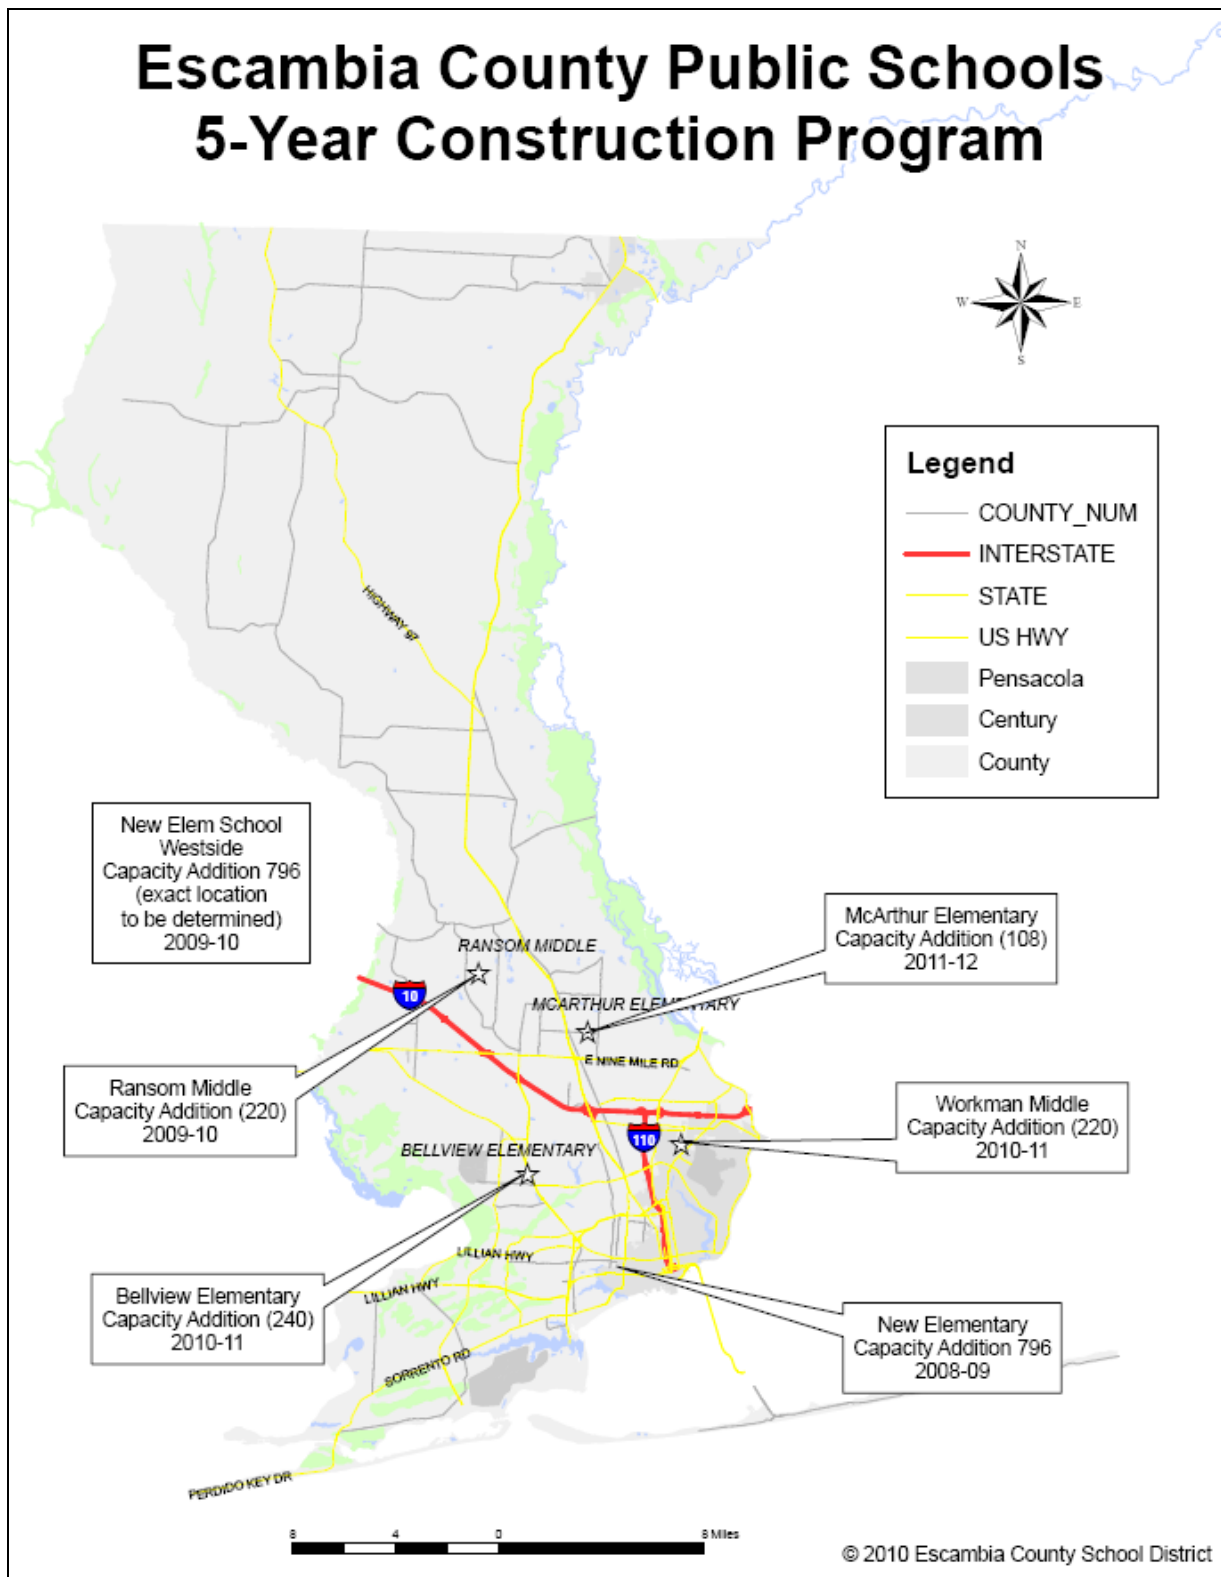 Escambia County Public Schools
5-Year Construction Program
N
W
E
S
Legend
COUNTY_NUM
INTERSTATE
STATE
US HWY
Pensacola
Century
County
HIGHWAY 97
New Elem School
Westside
Capacity Addition 796
(exact location
to be determined)
2009-10
McArthur Elementary
Capacity Addition (108)
2011-12
RANSOM MIDDLE
10
MCARTHUR ELEMENTARY
E NINE MILE RD
Ransom Middle
Capacity Addition (220)
2009-10
Workman Middle
Capacity Addition (220)
2010-11
110
BELLVIEW ELEMENTARY
LILLIAN HWY
LILLIAN HWY
Bellview Elementary
Capacity Addition (240)
2010-11
New Elementary
Capacity Addition 796
2008-09
SORRENTO RD
PERDIDO KEY DR
8 4 0 8 Miles
© 2010 Escambia County School District